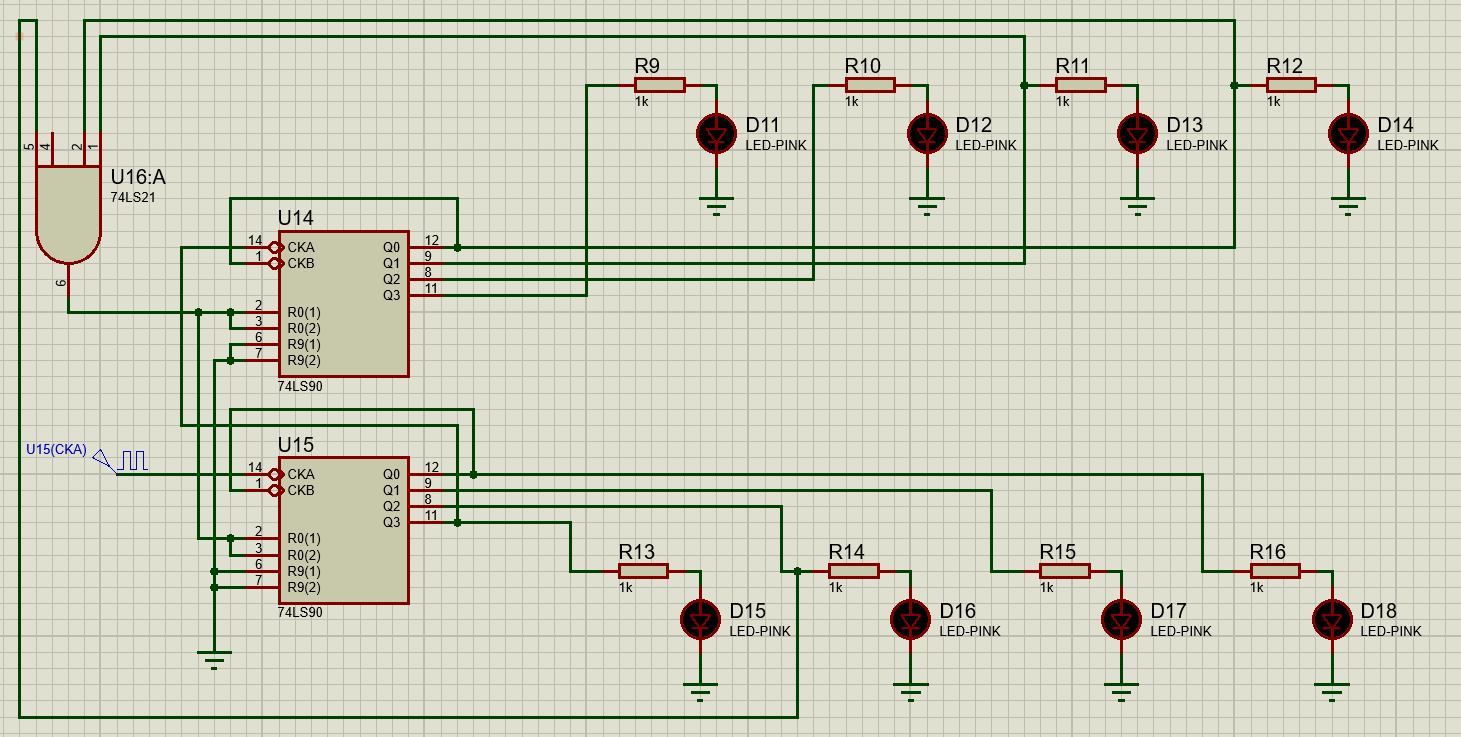 R9
1k
D11
LED-PINK
R10
1k
D12
LED-PINK
R11
1k
D13
LED-PINK
R12
1k
D14
LED-PINK
5
4
2
1
6
U16:A
74LS21
U14
14 CKA Q0 12
1 CKB Q1 9
Q2 8
Q3 11
2 R0(1)
3 R0(2)
6 R9(1)
7 R9(2)
74LS90
U15(CKA)
U15
14 CKA Q0 12
1 CKB Q1 9
Q2 8
Q3 11
2 R0(1)
3 R0(2)
6 R9(1)
7 R9(2)
74LS90
R13
1k
D15
LED-PINK
R14
1k
D16
LED-PINK
R15
1k
D17
LED-PINK
R16
1k
D18
LED-PINK